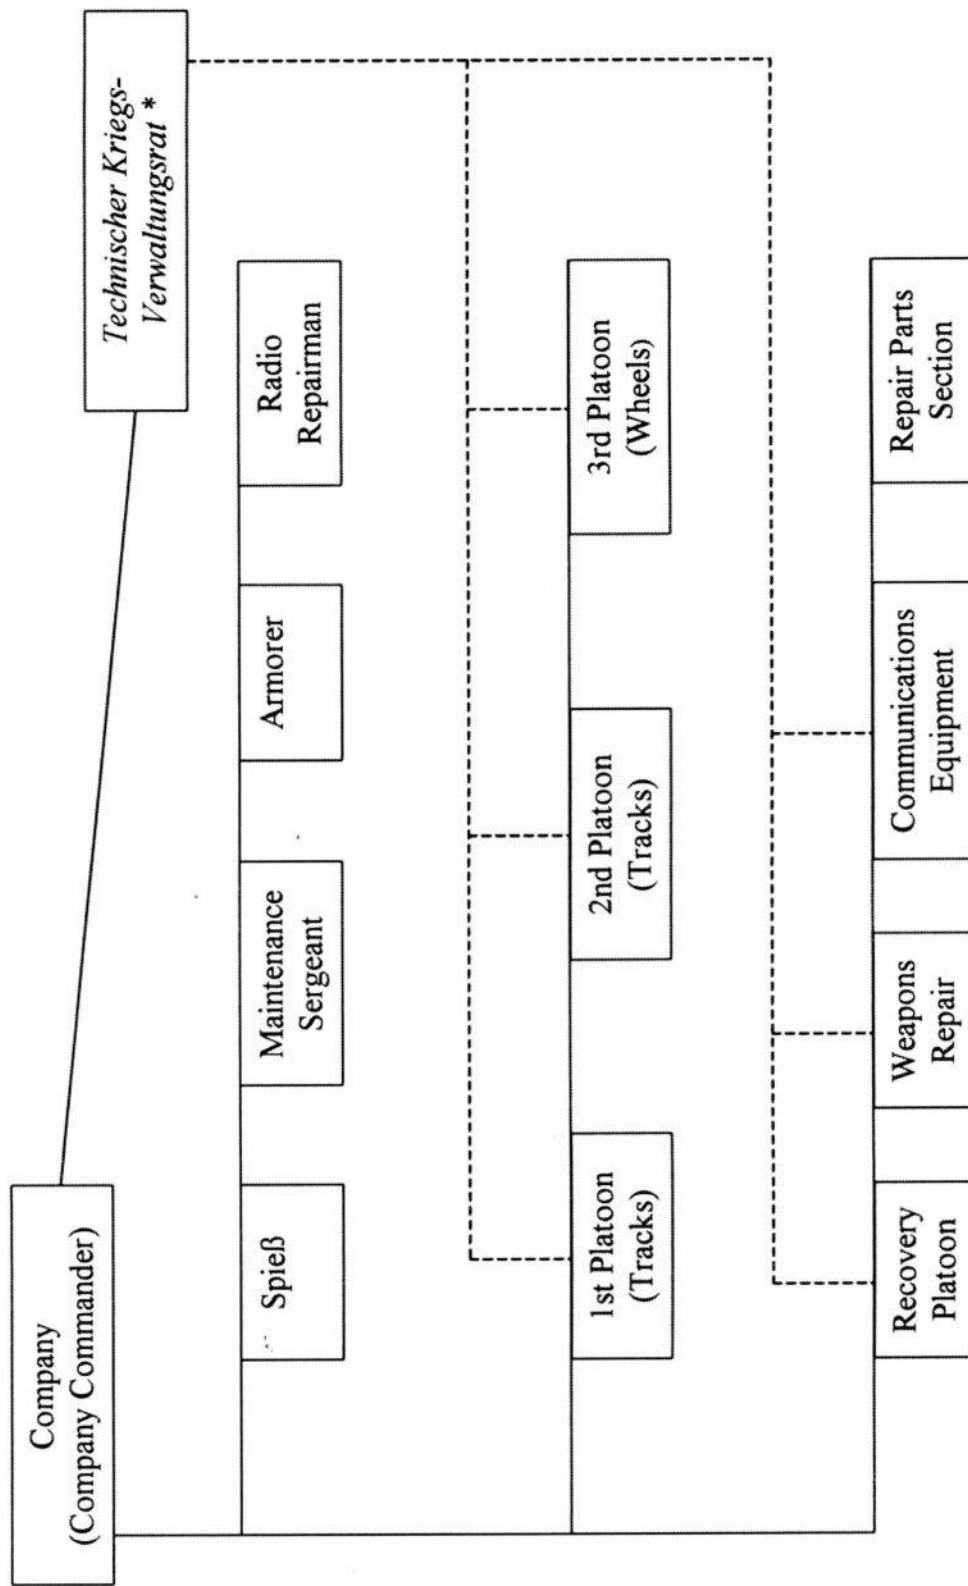 Company
(Company Commander)
Technischer Kriegs-
Verwaltungsrat *
Spieß
Maintenance
Sergeant
Armorer
Radio
Repairman
1st Platoon
(Tracks)
2nd Platoon
(Tracks)
3rd Platoon
(Wheels)
Recovery
Platoon
Weapons
Repair
Communications
Equipment
Repair Parts
Section